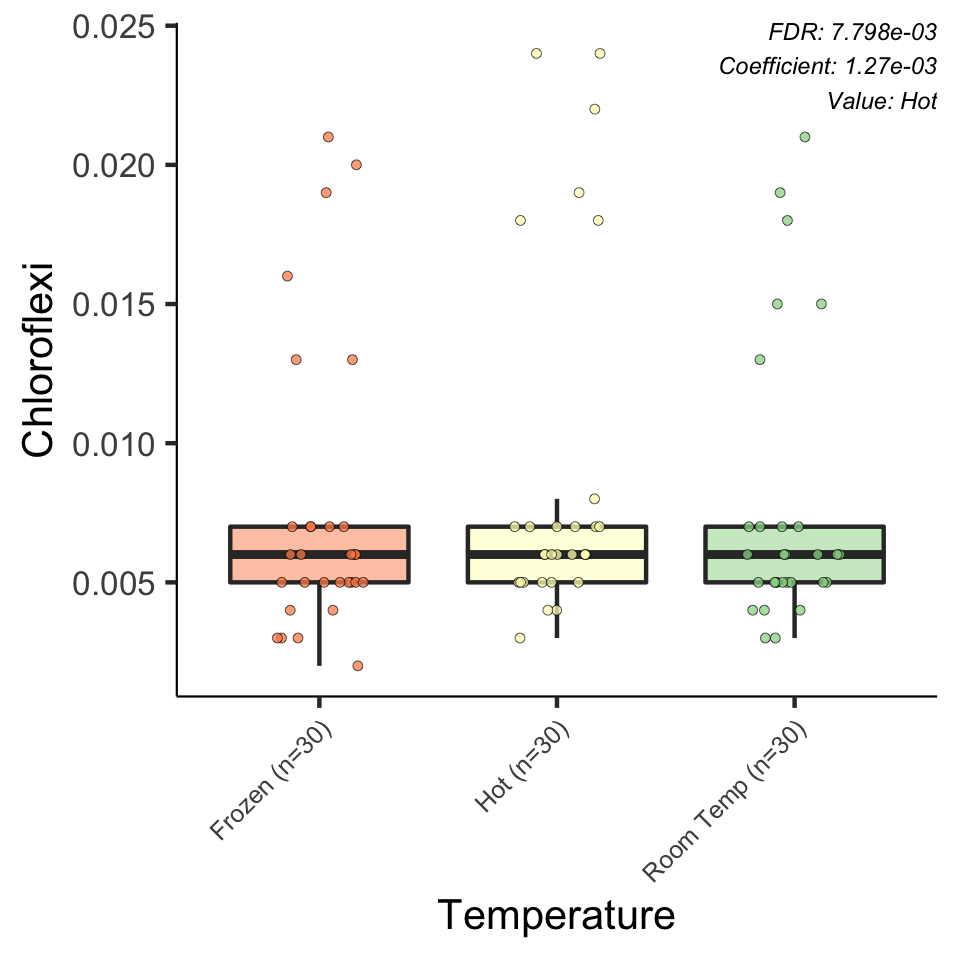 FDR: 7.798e-03
Coefficient: 1.27e-03
Value: Hot
0.025
0.020
0.015
0.010
0.005
Chloroflexi
Frozen (n=30)
Hot (n=30)
Room Temp (n=30)
Temperature